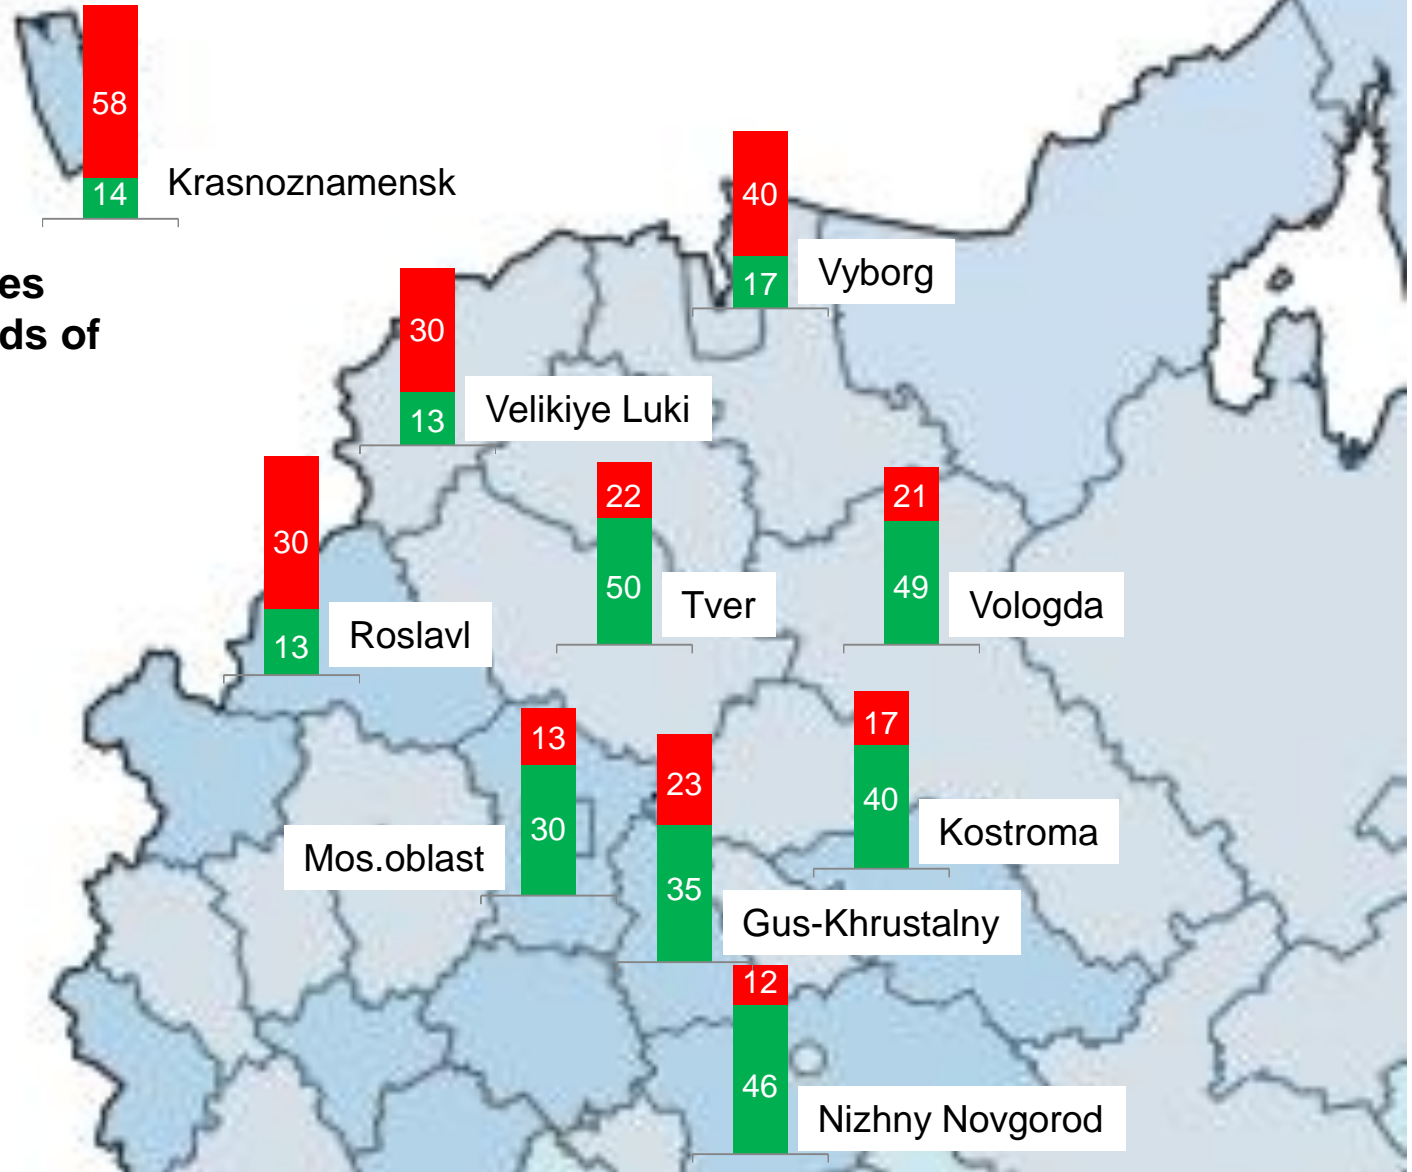 58
14
Krasnoznamensk
40
17
Vyborg
es
ds of
30
13
Velikiye Luki
30
13
Roslavl
22
50
Tver
21
49
Vologda
13
30
Mos.oblast
23
35
Gus-Khrustalny
17
40
Kostroma
12
46
Nizhny Novgorod